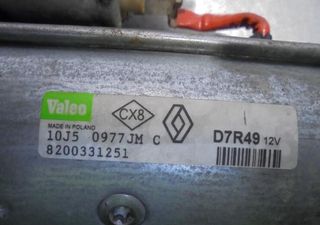 Valeo
MADE IN POLAND
CX8
D7R49 12V
10J5 0977JM C
8200331251